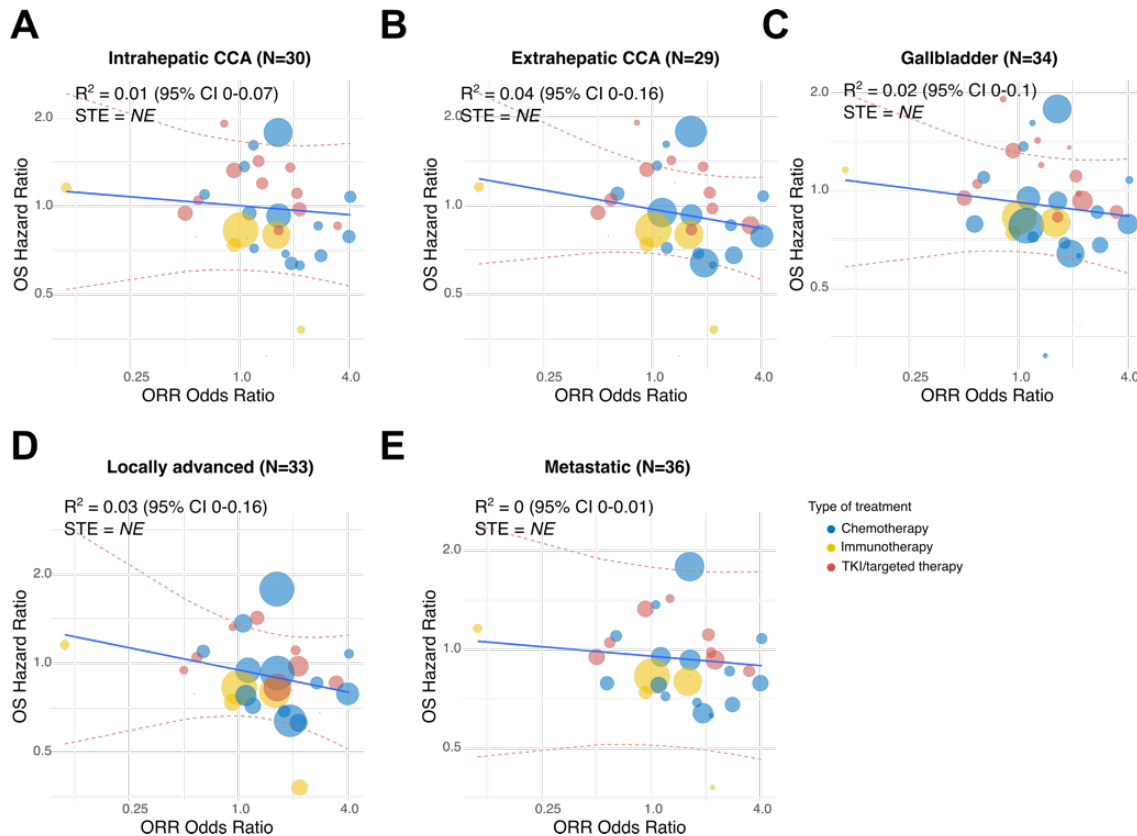 A
Intrahepatic CCA (N=30)
R² = 0.01 (95% CI 0-0.07)
STE = NE
OS Hazard Ratio
2.0
1.0
0.5
0.25 1.0 4.0
ORR Odds Ratio
B
Extrahepatic CCA (N=29)
R² = 0.04 (95% CI 0-0.16)
STE = NE
OS Hazard Ratio
2.0
1.0
0.5
0.25 1.0 4.0
ORR Odds Ratio
C
Gallbladder (N=34)
R² = 0.02 (95% CI 0-0.1)
STE = NE
OS Hazard Ratio
2.0
1.0
0.5
0.25 1.0 4.0
ORR Odds Ratio
D
Locally advanced (N=33)
R² = 0.03 (95% CI 0-0.16)
STE = NE
OS Hazard Ratio
2.0
1.0
0.5
0.25 1.0 4.0
ORR Odds Ratio
E
Metastatic (N=36)
R² = 0 (95% CI 0-0.01)
STE = NE
OS Hazard Ratio
2.0
1.0
0.5
0.25 1.0 4.0
ORR Odds Ratio
Type of treatment
Chemotherapy
Immunotherapy
TKI/targeted therapy